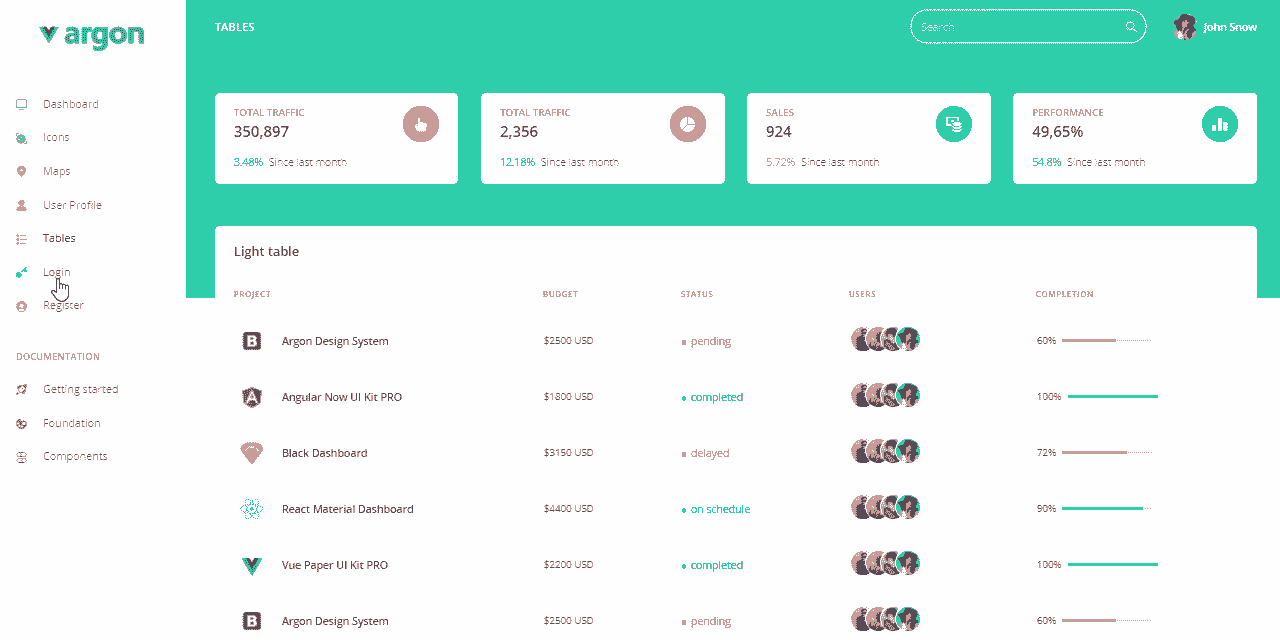 argon
Dashboard
Icons
Maps
User Profile
Tables
Login
Register
DOCUMENTATION
Getting started
Foundation
Components
TABLES
Search
John Snow
TOTAL TRAFFIC
350,897
3.48% Since last month
TOTAL TRAFFIC
2,356
12.18% Since last month
SALES
924
5.72% Since last month
PERFORMANCE
49,65%
54.8% Since last month
Light table
PROJECT BUDGET STATUS USERS COMPLETION
Argon Design System $2500 USD pending 60%
Angular Now UI Kit PRO $1800 USD completed 100%
Black Dashboard $3150 USD delayed 72%
React Material Dashboard $4400 USD on schedule 90%
Vue Paper UI Kit PRO $2200 USD completed 100%
Argon Design System $2500 USD pending 60%